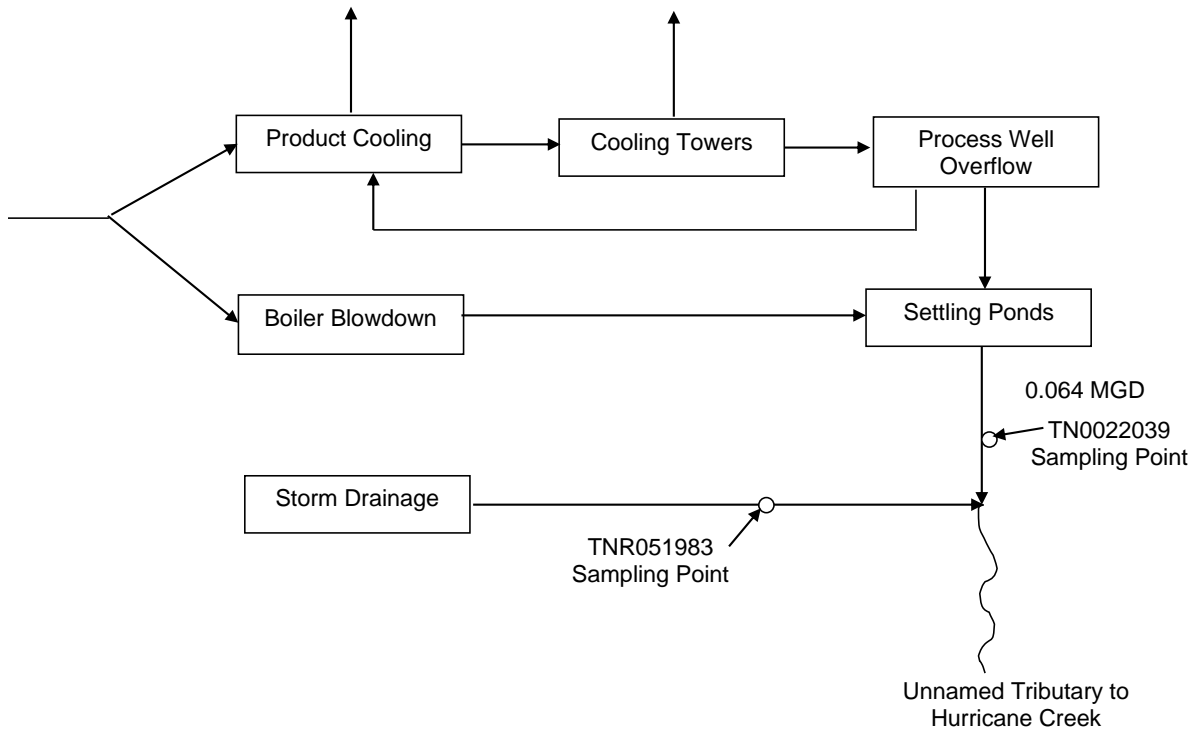 Product Cooling
Cooling Towers
Process Well
Overflow
Boiler Blowdown
Settling Ponds
0.064 MGD
TN0022039
Sampling Point
Storm Drainage
TNR051983
Sampling Point
Unnamed Tributary to
Hurricane Creek